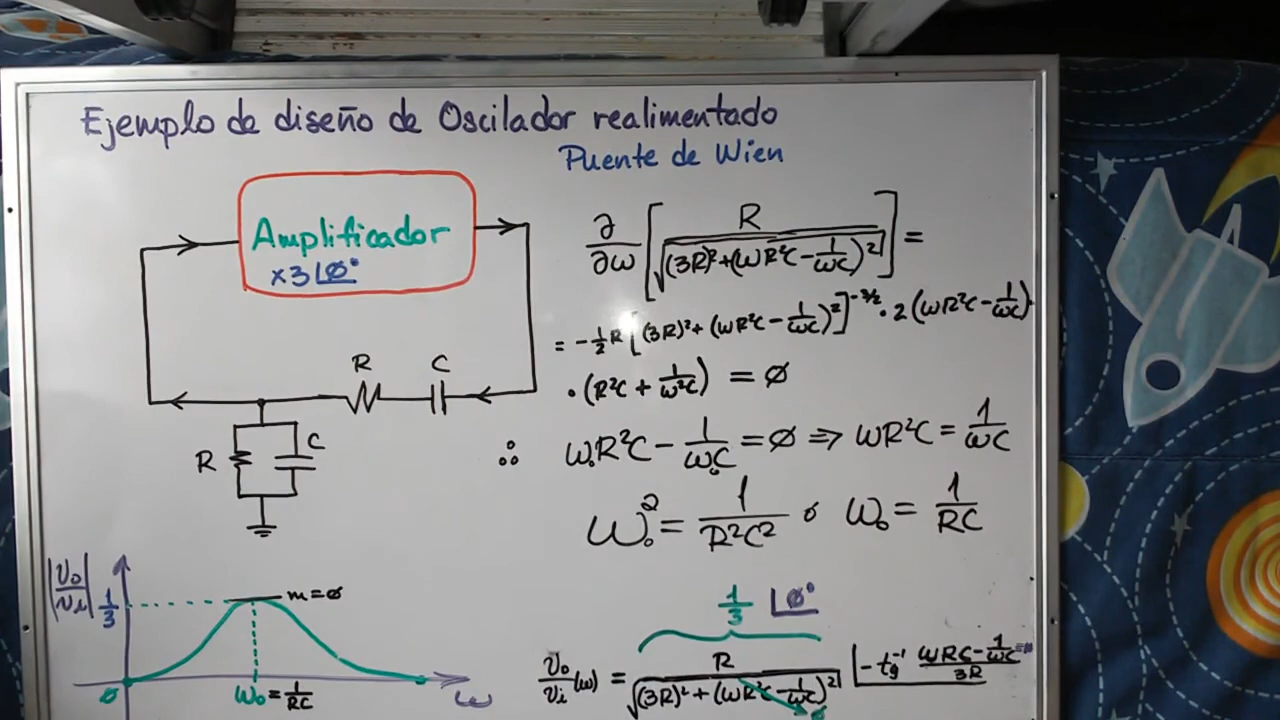 Ejemplo de diseño de Oscilador realimentado
Puente de Wien
Amplificador
x3∠0°
R C
R C
∂/∂ω [R/√((3R)²+(ωR²C-1/ωC)²)] =
= -½R [(3R)²+(ωR²C-1/ωC)²]^-3/2 · 2(ωR²C-1/ωC)
·(R²C+1/ω²C) = ∅
∴ ω₀R²C - 1/ω₀C = ∅ ⇒ ωR²C = 1/ωC
ω₀² = 1/R²C² ó ω₀ = 1/RC
|v₀/vi| 1/3 m=∅
∅ ω₀=1/RC ω
1/3 ∠0°
v₀/vi(ω) = R/√((3R)²+(ωR²C-1/ωC)²) ∠-tg⁻¹ (ωRC-1/ωC)/3R
∅